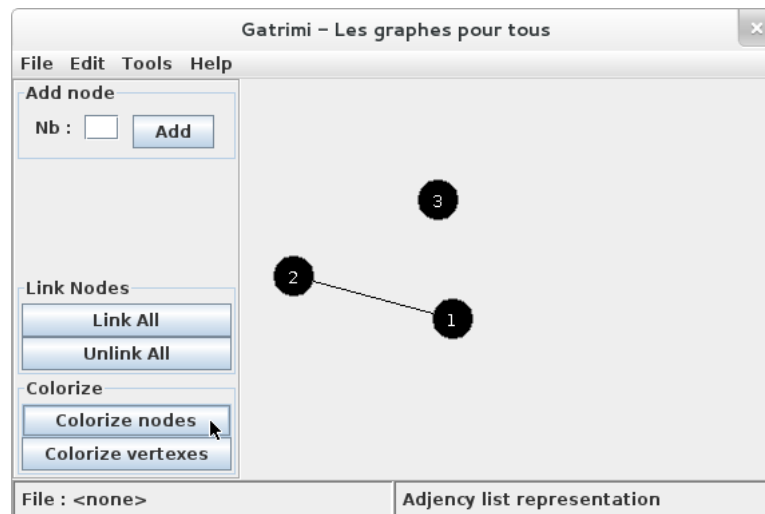 Gatrimi - Les graphes pour tous
File Edit Tools Help
Add node
Nb : Add
3
2
1
Link Nodes
Link All
Unlink All
Colorize
Colorize nodes
Colorize vertexes
File : <none> Adjency list representation